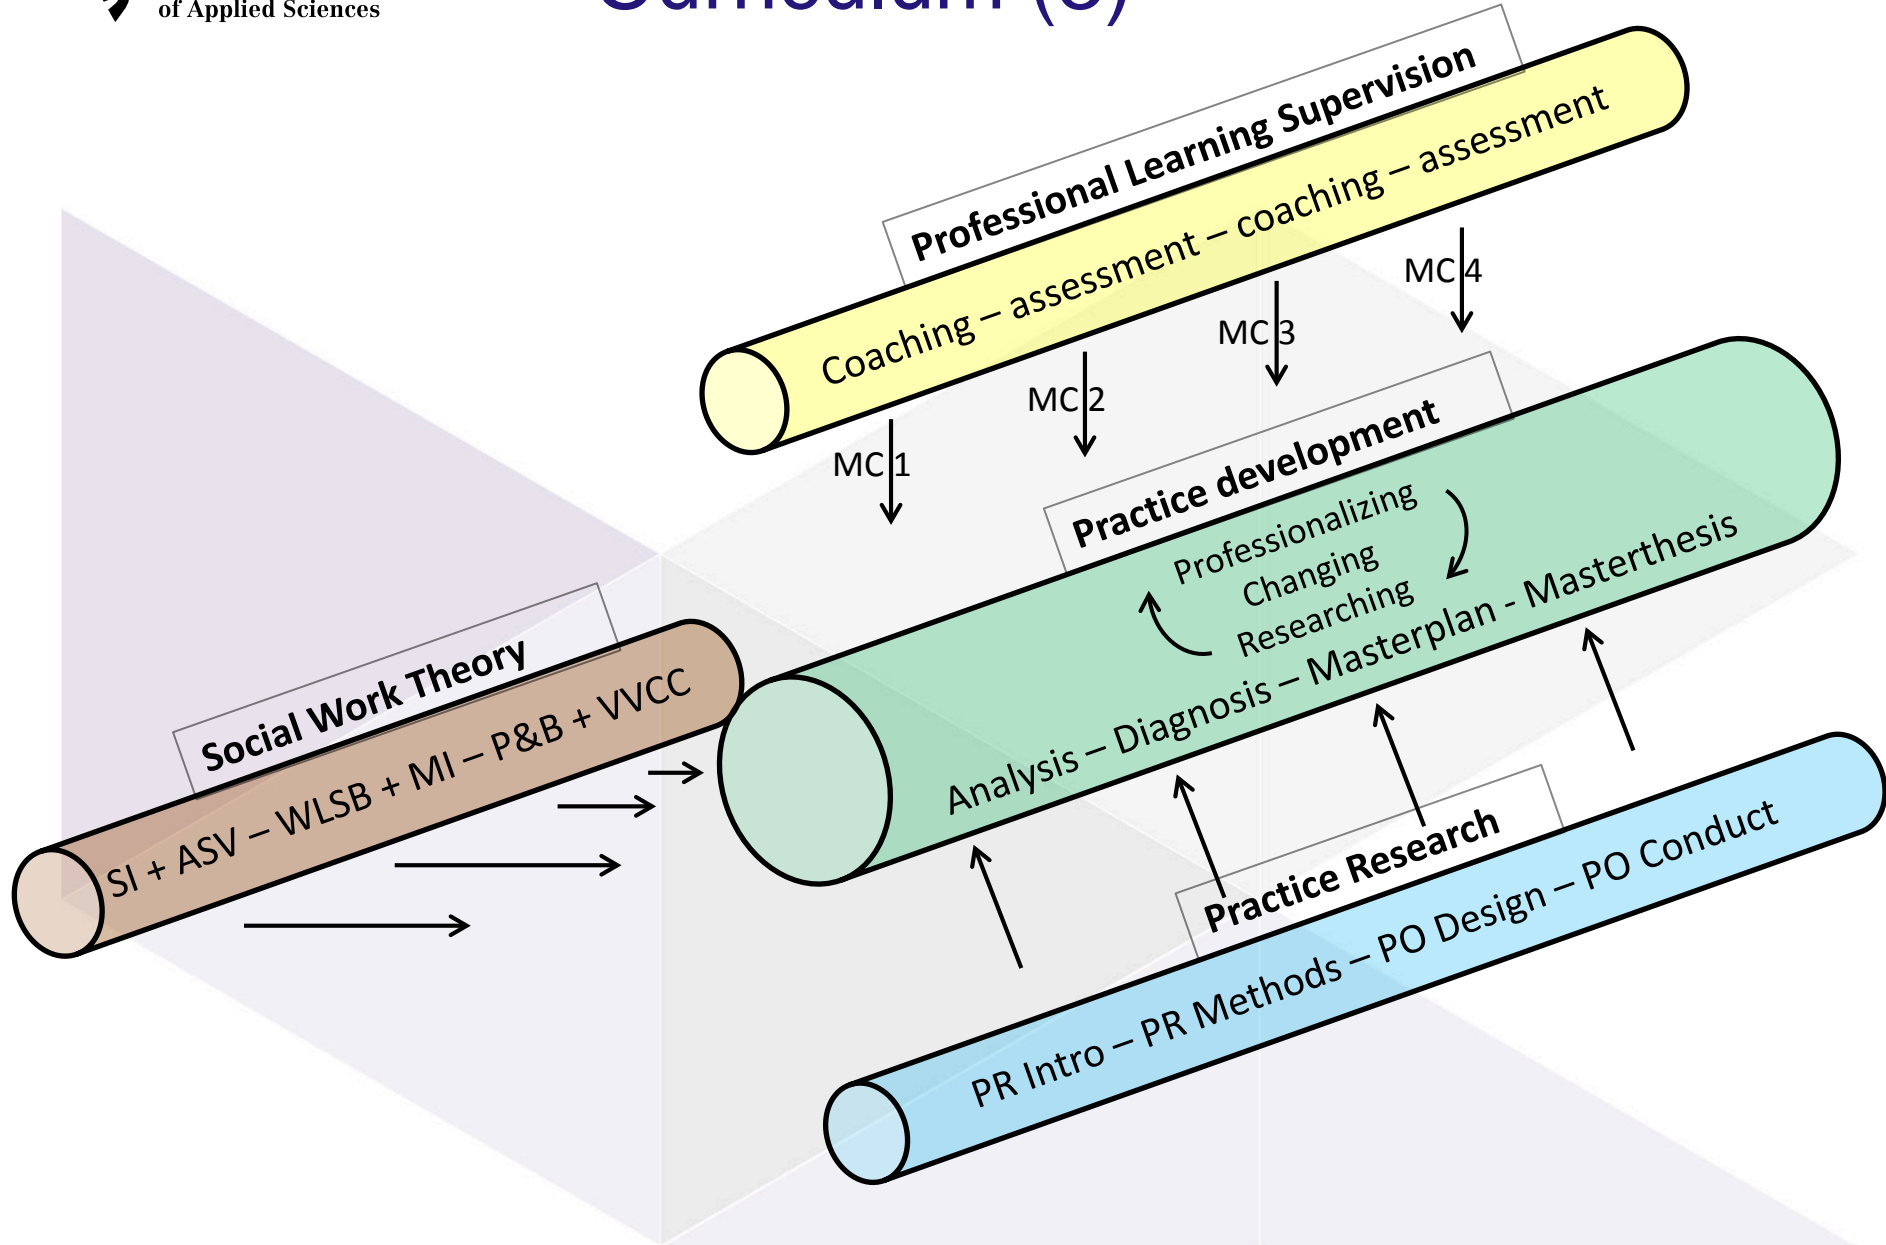 of Applied Sciences
Curriculum (3)
Professional Learning Supervision
Coaching – assessment – coaching – assessment
MC 4
MC 3
MC 2
MC 1
Practice development
Professionalizing
Changing
Researching
Analysis – Diagnosis – Masterplan - Masterthesis
Social Work Theory
SI + ASV – WLSB + MI – P&B + VVCC
Practice Research
PR Intro – PR Methods – PO Design – PO Conduct